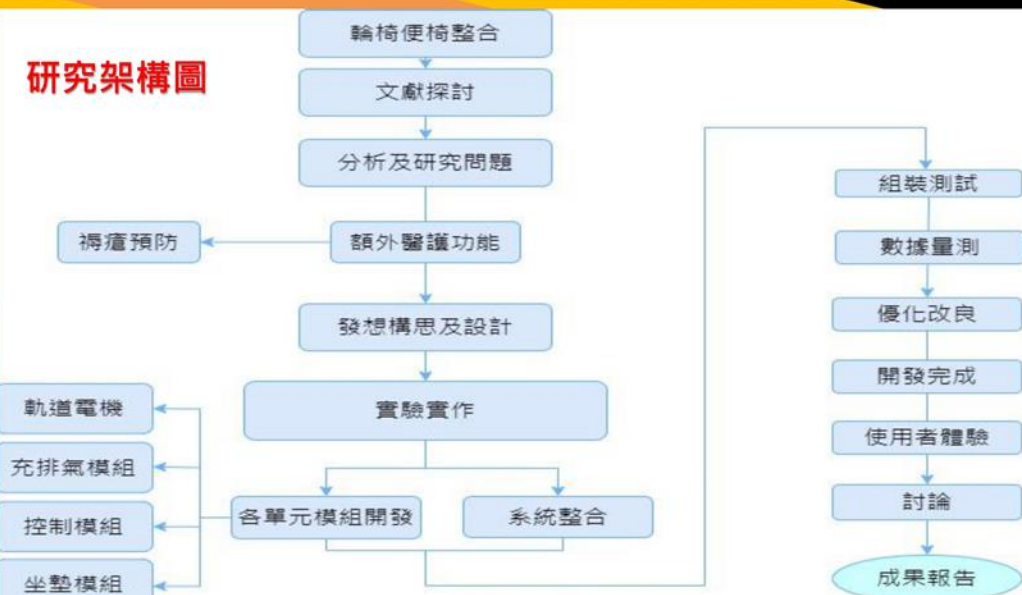 研究架構圖
輪椅便椅整合
文獻探討
分析及研究問題
褥瘡預防
額外醫護功能
發想構思及設計
實驗實作
軌道電機
充排氣模組
控制模組
坐墊模組
各單元模組開發
系統整合
組裝測試
數據量測
優化改良
開發完成
使用者體驗
討論
成果報告